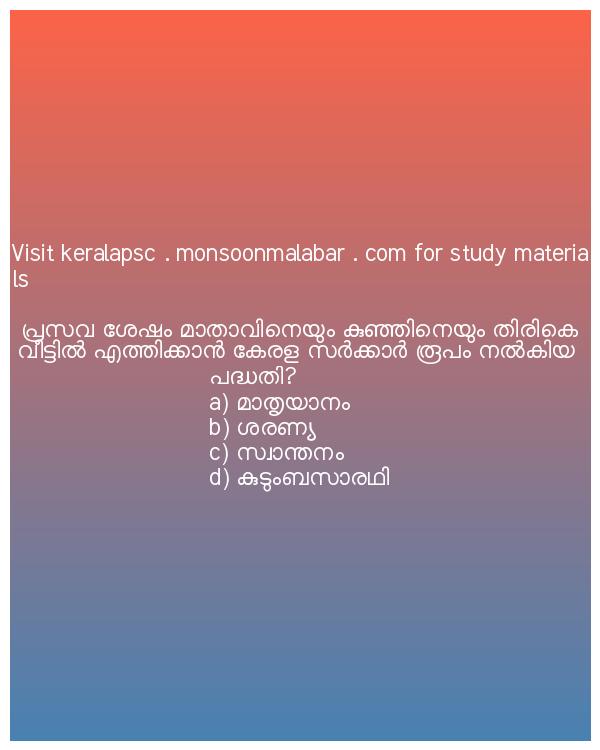 Visit keralapsc . monsoonmalabar . com for study materia
ls
പ്രസവ ശേഷം മാതാവിനെയും കുഞ്ഞിനെയും തിരികെ
വീട്ടിൽ എത്തിക്കാൻ കേരള സർക്കാർ രൂപം നൽകിയ
പദ്ധതി?
a) മാതൃയാനം
b) ശരണ്യ
c) സ്വാന്തനം
d) കുടുംബസാരഥി